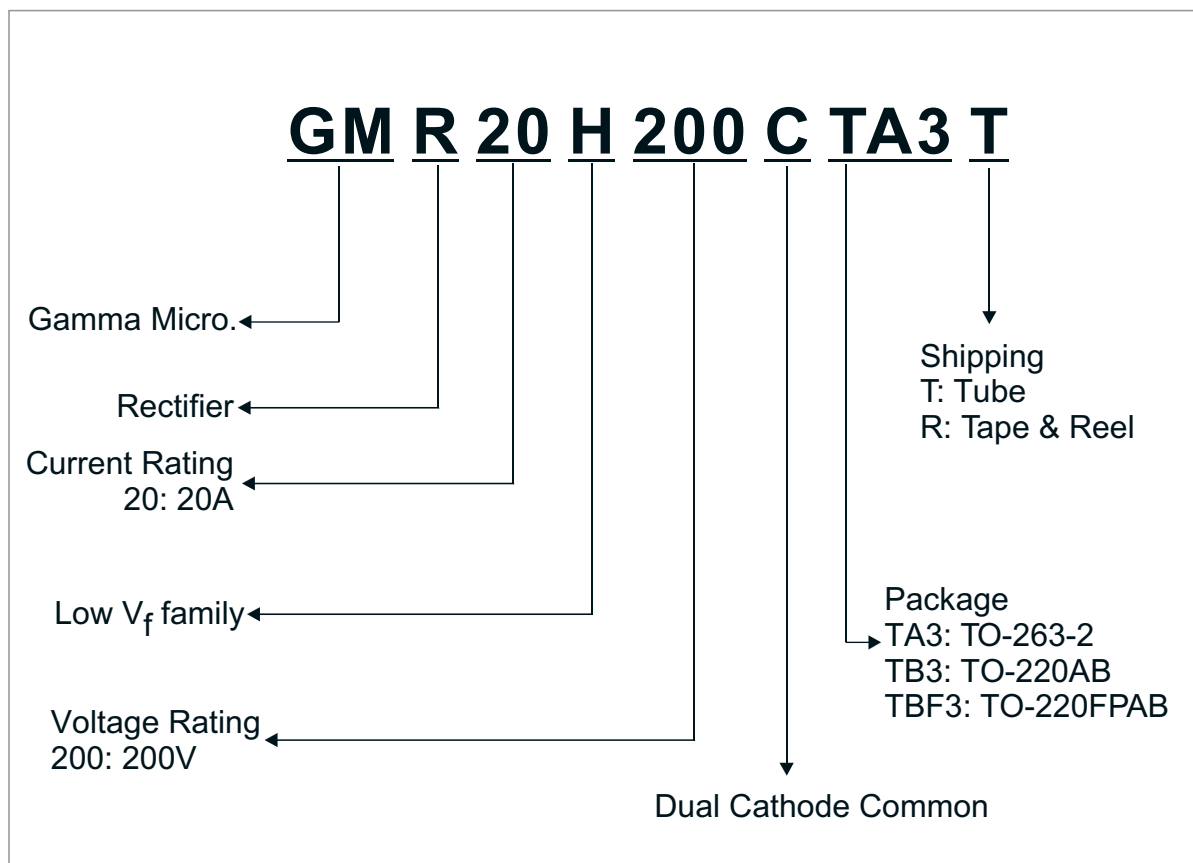 GM R 20 H 200 C TA3 T
Gamma Micro.
Rectifier
Current Rating
20: 20A
Low Vf family
Voltage Rating
200: 200V
Dual Cathode Common
Package
TA3: TO-263-2
TB3: TO-220AB
TBF3: TO-220FPAB
Shipping
T: Tube
R: Tape & Reel